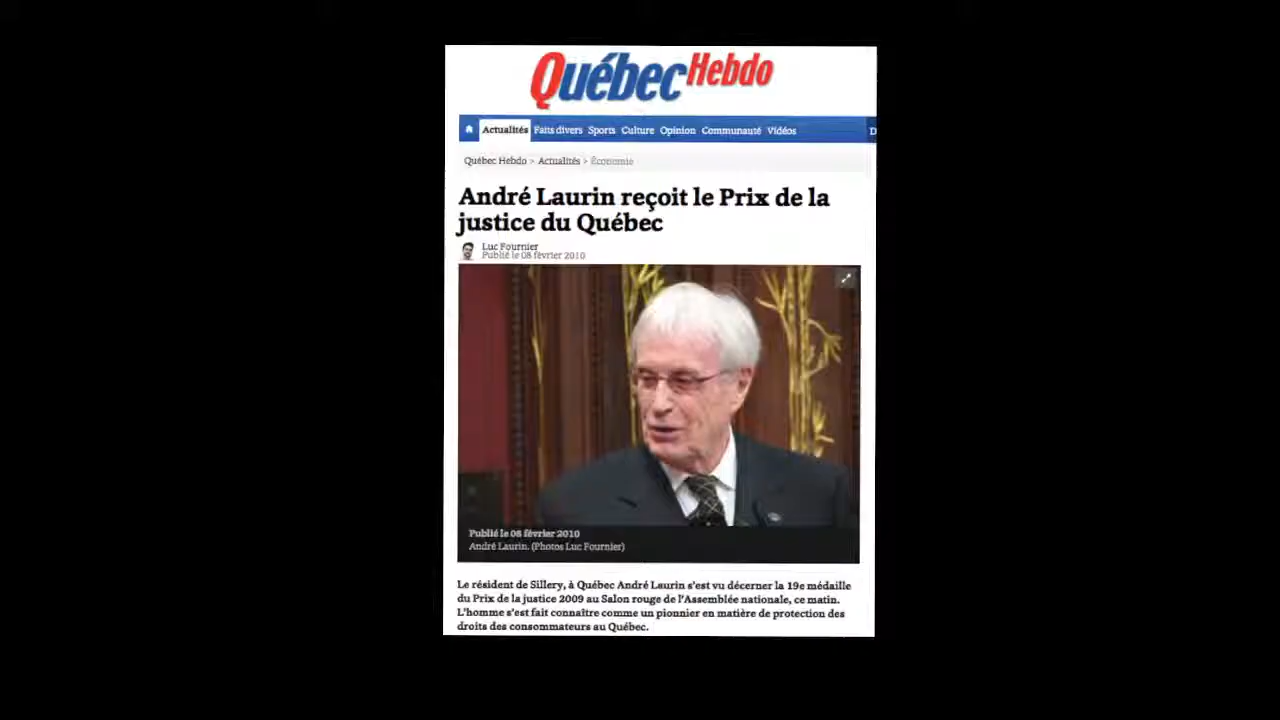 Québec Hebdo
Actualités Faits divers Sports Culture Opinion Communauté Vidéos D
Québec Hebdo > Actualités > Économie
André Laurin reçoit le Prix de la
justice du Québec
Luc Fournier
Publié le 08 février 2010
Publié le 08 février 2010
André Laurin. (Photos Luc Fournier)
Le résident de Sillery, à Québec André Laurin s'est vu décerner la 19e médaille
du Prix de la justice 2009 au Salon rouge de l'Assemblée nationale, ce matin.
L'homme s'est fait connaître comme un pionnier en matière de protection des
droits des consommateurs au Québec.